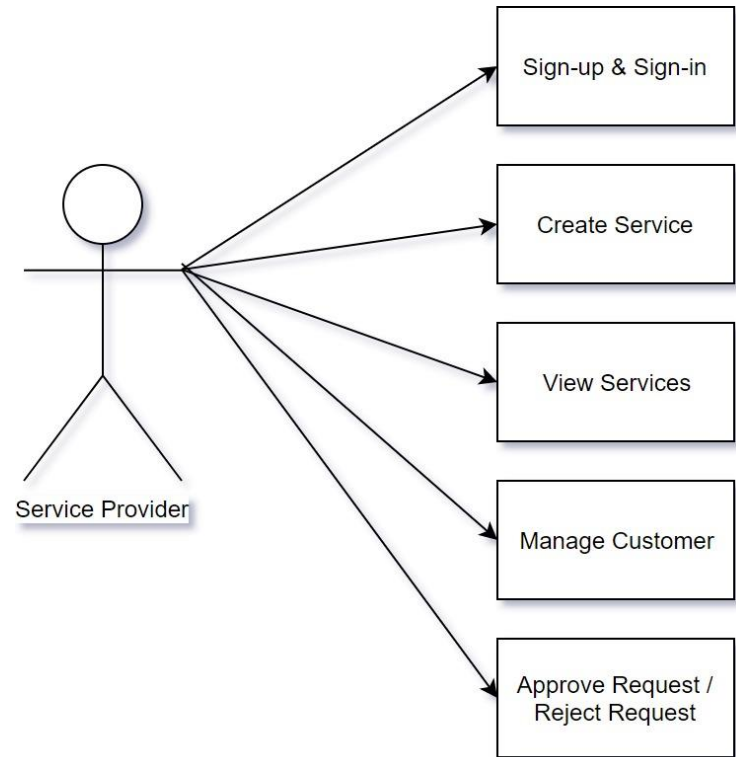 Sign-up & Sign-in
Create Service
View Services
Service Provider
Manage Customer
Approve Request /
Reject Request